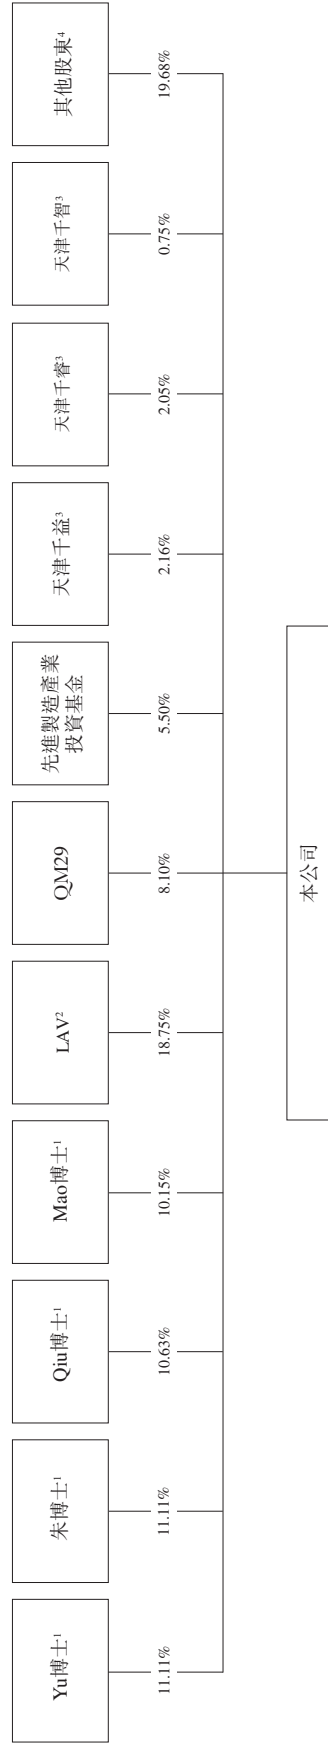 Yu博士¹
朱博士¹
Qiu博士¹
Mao博士¹
LAV²
QM29
先進製造產業
投資基金
天津千益³
天津千睿³
天津千智³
其他股東⁴
11.11%
11.11%
10.63%
10.15%
18.75%
8.10%
5.50%
2.16%
2.05%
0.75%
19.68%
本公司